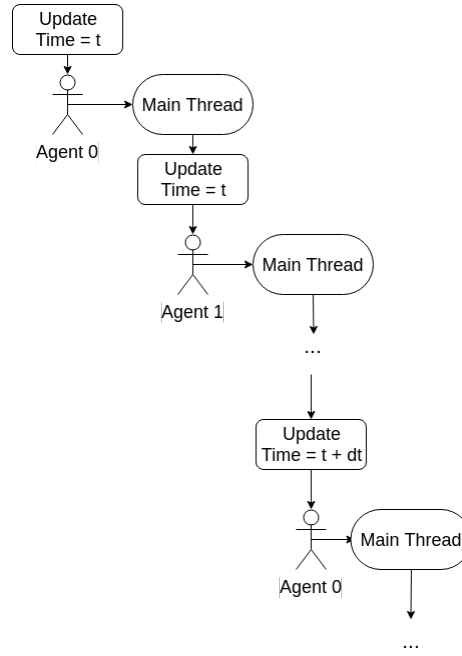 Update
Time = t
Main Thread
Agent 0
Update
Time = t
Main Thread
Agent 1
...
Update
Time = t + dt
Main Thread
Agent 0
...